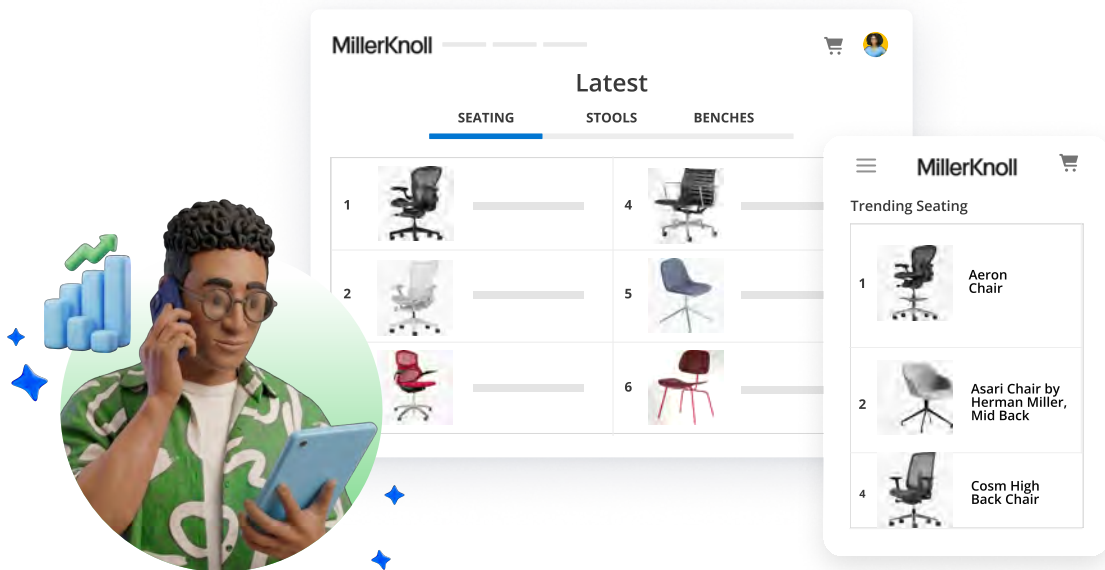 MillerKnoll
Latest
SEATING STOOLS BENCHES
1
4
2
5
6
MillerKnoll
Trending Seating
1
Aeron
Chair
2
Asari Chair by
Herman Miller,
Mid Back
4
Cosm High
Back Chair